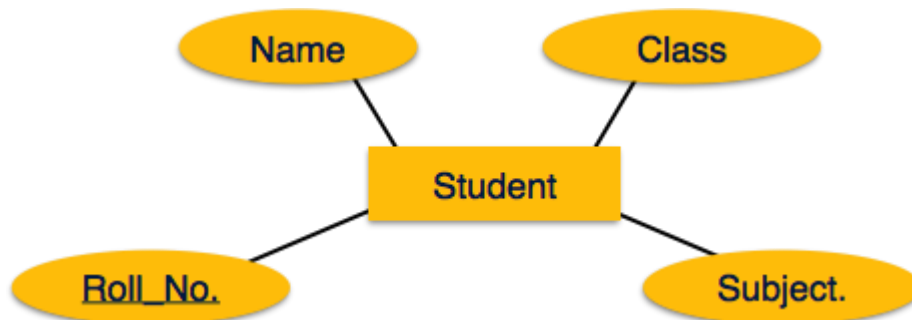 Name
Class
Student
Roll_No.
Subject.